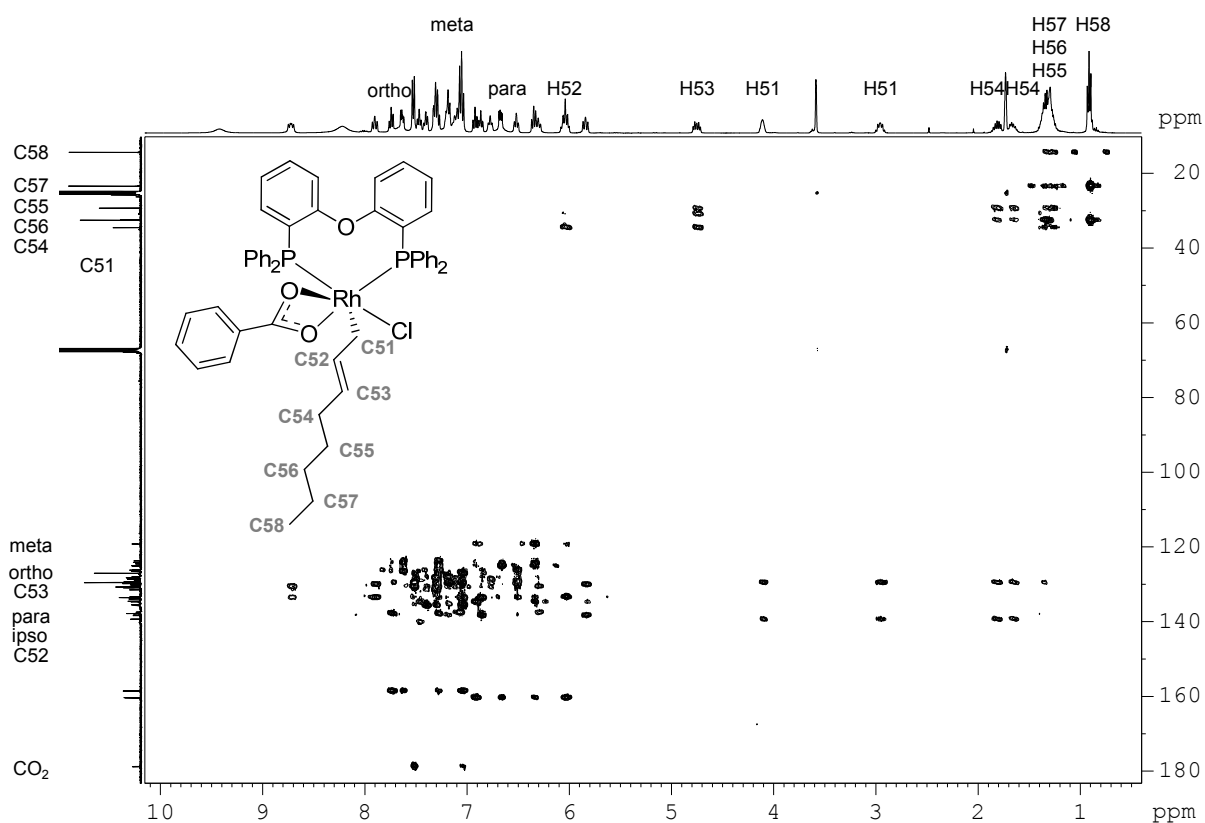 meta
H57 H58
H56
H55
ortho
para
H52
H53
H51
H51
H54 H54
ppm
C58
C57
C55
C56
C54
C51
20
40
60
80
100
120
140
160
180
O
Ph2P
PPh2
O
Rh
O
Cl
C51
C52
C53
C54
C55
C56
C57
C58
meta
ortho
C53
para
ipso
C52
CO2
10 9 8 7 6 5 4 3 2 1 ppm